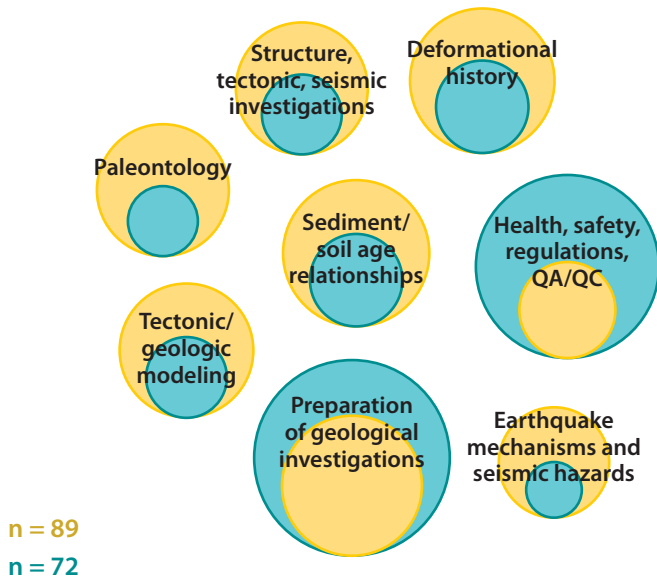 Structure,
tectonic, seismic
investigations
Deformational
history
Paleontology
Sediment/
soil age
relationships
Health, safety,
regulations,
QA/QC
Tectonic/
geologic
modeling
Preparation
of geological
investigations
Earthquake
mechanisms and
seismic hazards
n = 89
n = 72